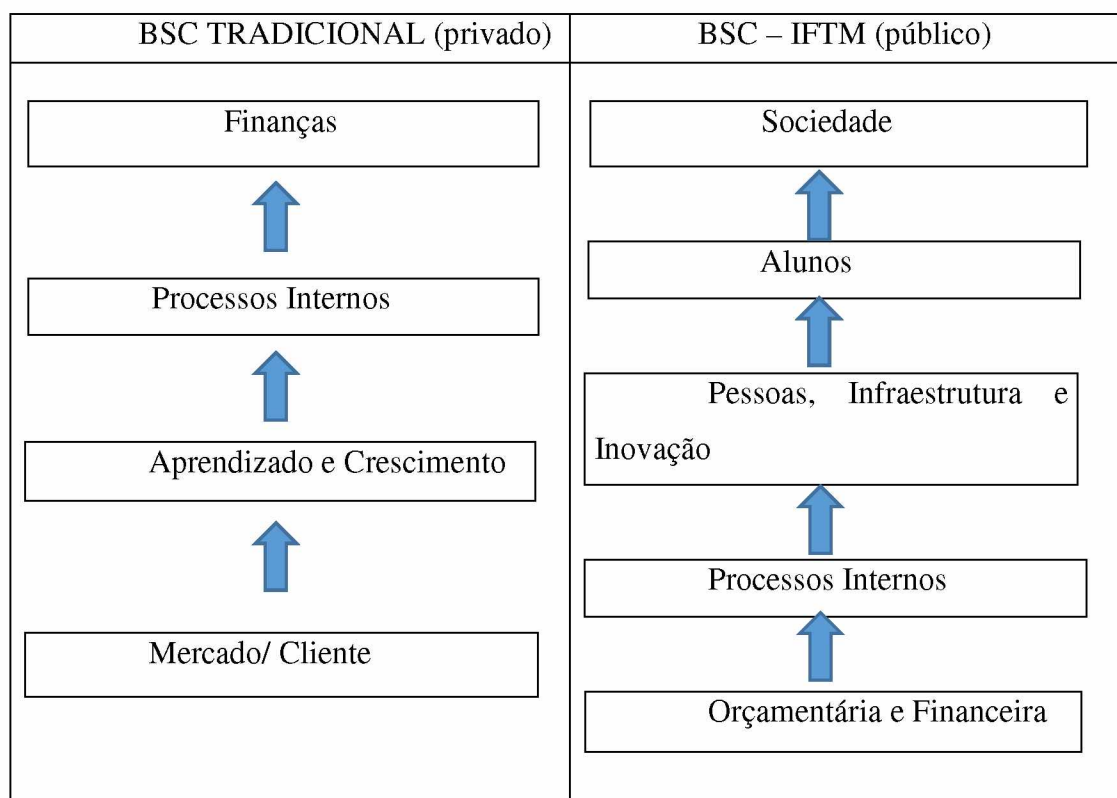 BSC TRADICIONAL (privado)
BSC – IFTM (público)
Finanças
Processos Internos
Aprendizado e Crescimento
Mercado/ Cliente
Sociedade
Alunos
Pessoas, Infraestrutura e
Inovação
Processos Internos
Orçamentária e Financeira